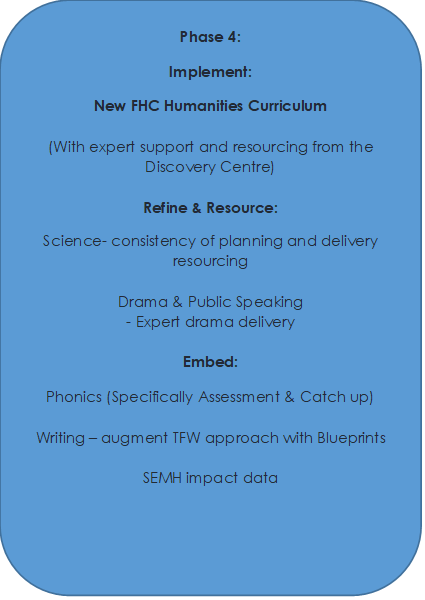 Phase 4:
Implement:
New FHC Humanities Curriculum
(With expert support and resourcing from the
Discovery Centre)
Refine & Resource:
Science- consistency of planning and delivery
resourcing
Drama & Public Speaking
- Expert drama delivery
Embed:
Phonics (Specifically Assessment & Catch up)
Writing – augment TFW approach with Blueprints
SEMH impact data